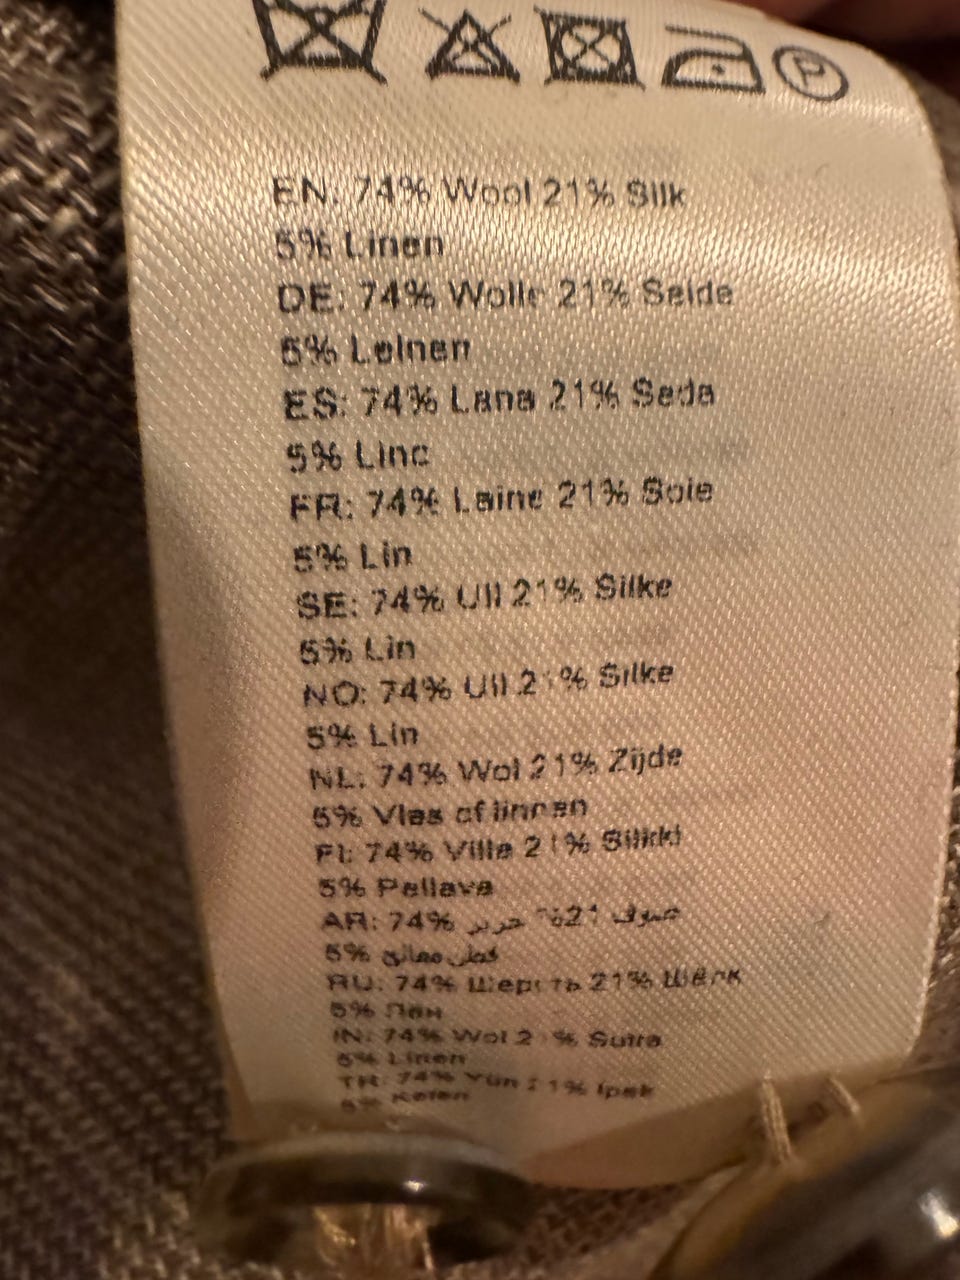 P
EN: 74% Wool 21% Silk
5% Linen
DE: 74% Wolle 21% Seide
5% Leinen
ES: 74% Lana 21% Seda
5% Lino
FR: 74% Laine 21% Soie
5% Lin
SE: 74% Ull 21% Silke
5% Lin
NO: 74% Ull 21% Silke
5% Lin
NL: 74% Wol 21% Zijde
5% Vlas of linnen
FI: 74% Villa 21% Silkki
5% Pellava
AR: 74% صوف 21% حرير
5%
RU: 74% Шерсть 21% Шёлк
5% Лён
IN: 74% Wol 21% Sutra
5% Linen
TR: 74% Yün 21% Ipek
5% Keten